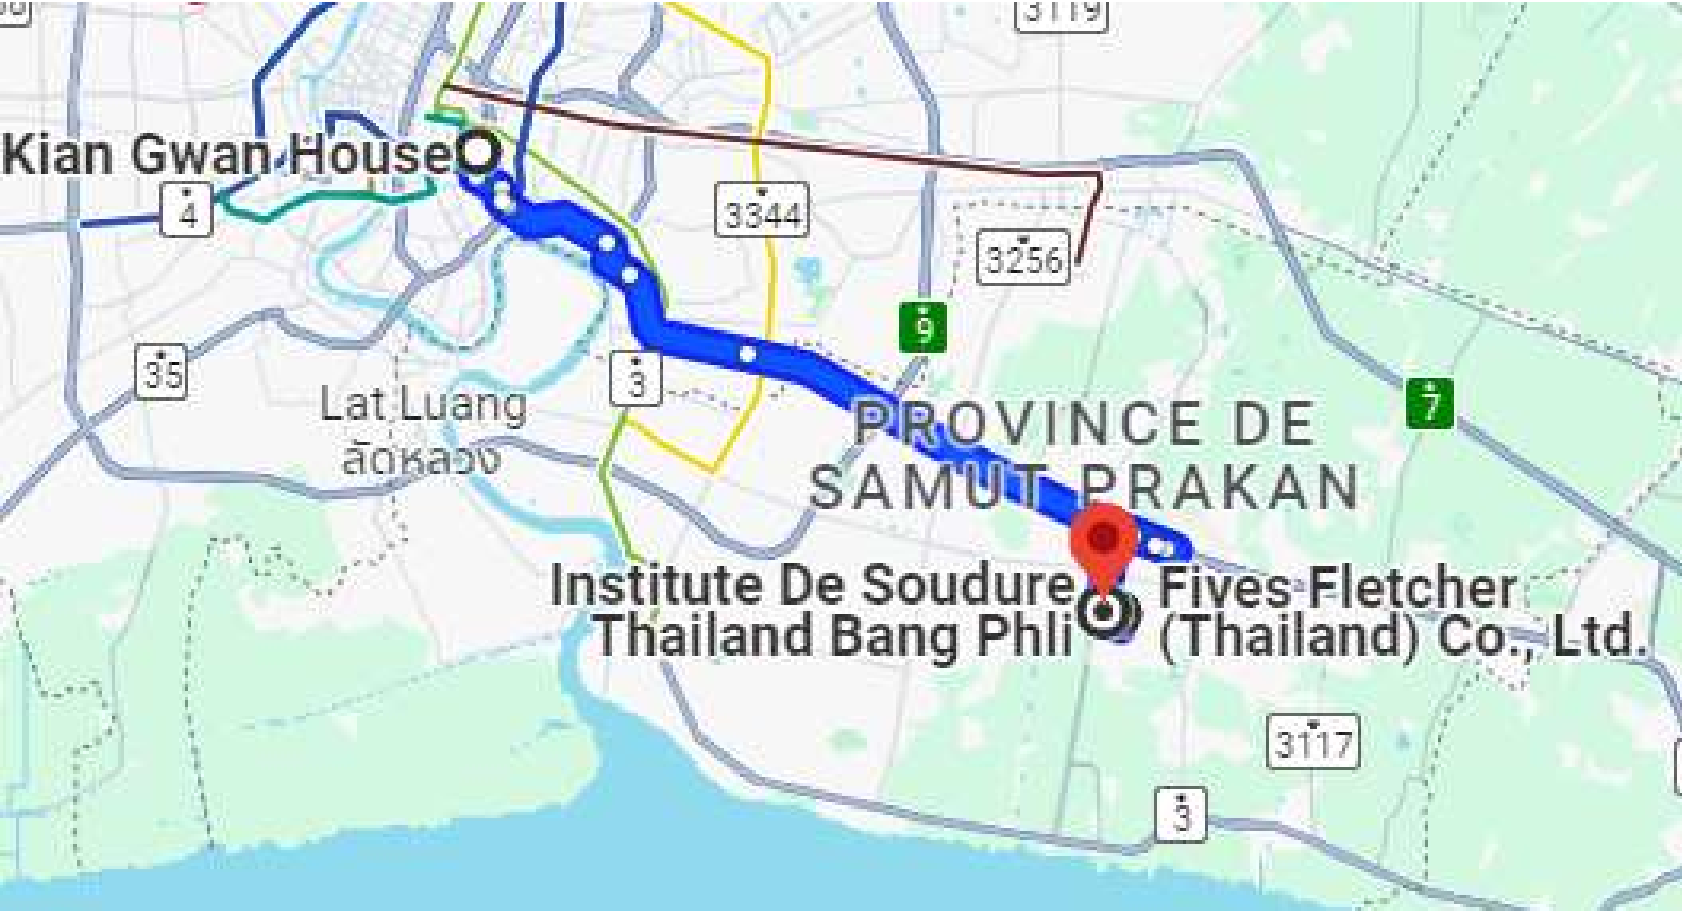 3119
Kian Gwan House
4
3344
3256
9
35
3
7
Lat Luang
ลัดหลวง
PROVINCE DE
SAMUT PRAKAN
Institute De Soudure
Thailand Bang Phli
Fives Fletcher
(Thailand) Co., Ltd.
3117
3